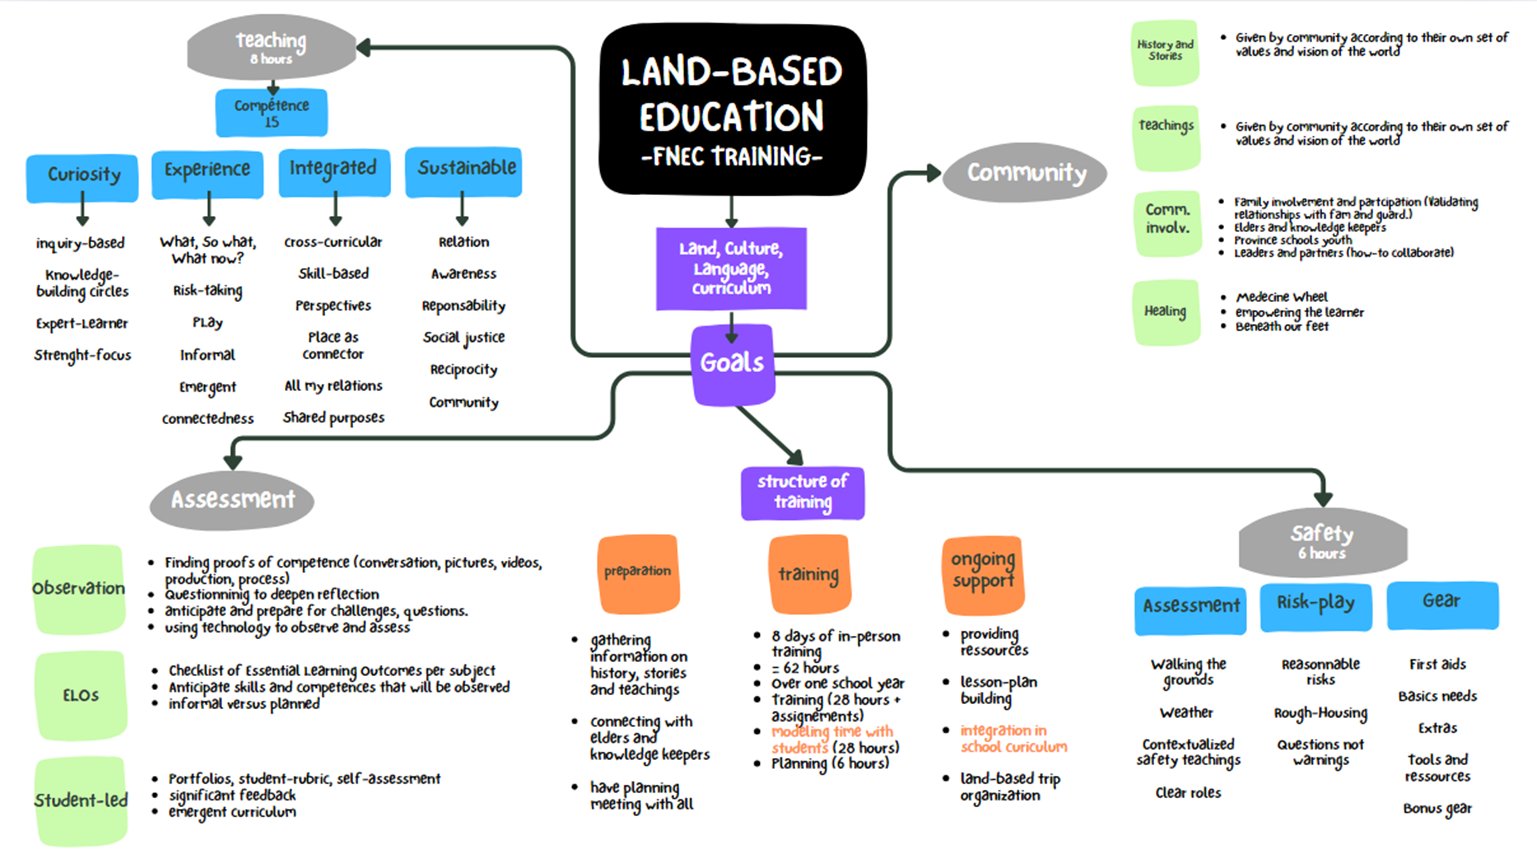 LAND-BASED
EDUCATION
-FNEC TRAINING-
Land, Culture,
Language,
curriculum
Goals
Teaching
8 hours
Compétence
15
Curiosity
inquiry-based
Knowledge-
building circles
Expert-Learner
Strenght-focus
Experience
What, So what,
What now?
Risk-taking
PLay
Informal
Emergent
connectedness
Integrated
Cross-curricular
Skill-based
Perspectives
Place as
connector
All my relations
Shared purposes
Sustainable
Relation
Awareness
Reponsability
Social justice
Reciprocity
Community
Community
History and
Stories
• Given by community according to their own set of
values and vision of the world
Teachings
• Given by community according to their own set of
values and vision of the world
Comm.
involv.
• Family involvement and partcipation (Validating
relationships with fam and guard.)
• Elders and knowledge keepers
• Province schools youth
• Leaders and partners (how-to collaborate)
Healing
• Medecine Wheel
• empowering the learner
• Beneath our feet
Assessment
Observation
• Finding proofs of competence (conversation, pictures, videos,
production, process)
• Questionning to deepen reflection
• anticipate and prepare for challenges, questions.
• using technology to observe and assess
ELOs
• Checklist of Essential Learning Outcomes per subject
• Anticipate skills and competences that will be observed
• informal versus planned
Student-led
• Portfolios, student-rubric, self-assessment
• significant feedback
• emergent curriculum
structure of
training
preparation
• gathering
information on
history, stories
and teachings
• connecting with
elders and
knowledge keepers
• have planning
meeting with all
training
• 8 days of in-person
training
• = 62 hours
• Over one school year
• Training (28 hours +
assignements)
• modeling time with
students (28 hours)
• Planning (6 hours)
ongoing
support
• providing
ressources
• lesson-plan
building
• integration in
school curiculum
• land-based trip
organization
Safety
6 hours
Assessment
Walking the
grounds
Weather
Contextualized
safety teachings
Clear roles
Risk-play
Reasonnable
risks
Rough-Housing
Questions not
warnings
Gear
First aids
Basics needs
Extras
Tools and
ressources
Bonus gear